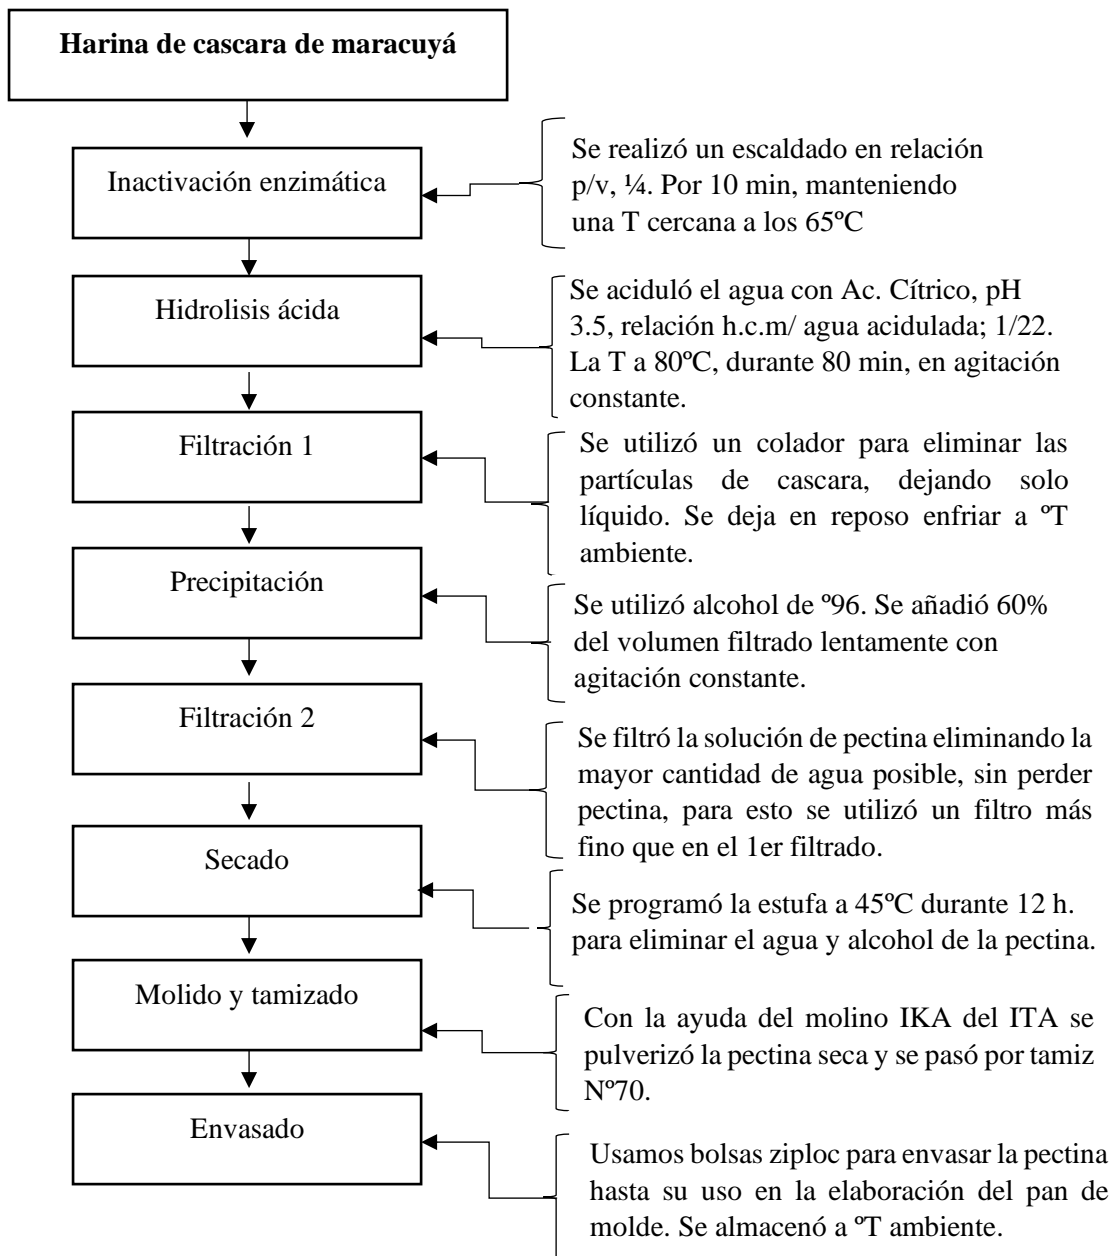 Harina de cascara de maracuyá
Inactivación enzimática
Se realizó un escaldado en relación
p/v, ¼. Por 10 min, manteniendo
una T cercana a los 65ºC
Hidrolisis ácida
Se aciduló el agua con Ac. Cítrico, pH
3.5, relación h.c.m/ agua acidulada; 1/22.
La T a 80ºC, durante 80 min, en agitación
constante.
Filtración 1
Se utilizó un colador para eliminar las
partículas de cascara, dejando solo
líquido. Se deja en reposo enfriar a ºT
ambiente.
Precipitación
Se utilizó alcohol de º96. Se añadió 60%
del volumen filtrado lentamente con
agitación constante.
Filtración 2
Se filtró la solución de pectina eliminando la
mayor cantidad de agua posible, sin perder
pectina, para esto se utilizó un filtro más
fino que en el 1er filtrado.
Secado
Se programó la estufa a 45ºC durante 12 h.
para eliminar el agua y alcohol de la pectina.
Molido y tamizado
Con la ayuda del molino IKA del ITA se
pulverizó la pectina seca y se pasó por tamiz
Nº70.
Envasado
Usamos bolsas ziploc para envasar la pectina
hasta su uso en la elaboración del pan de
molde. Se almacenó a ºT ambiente.